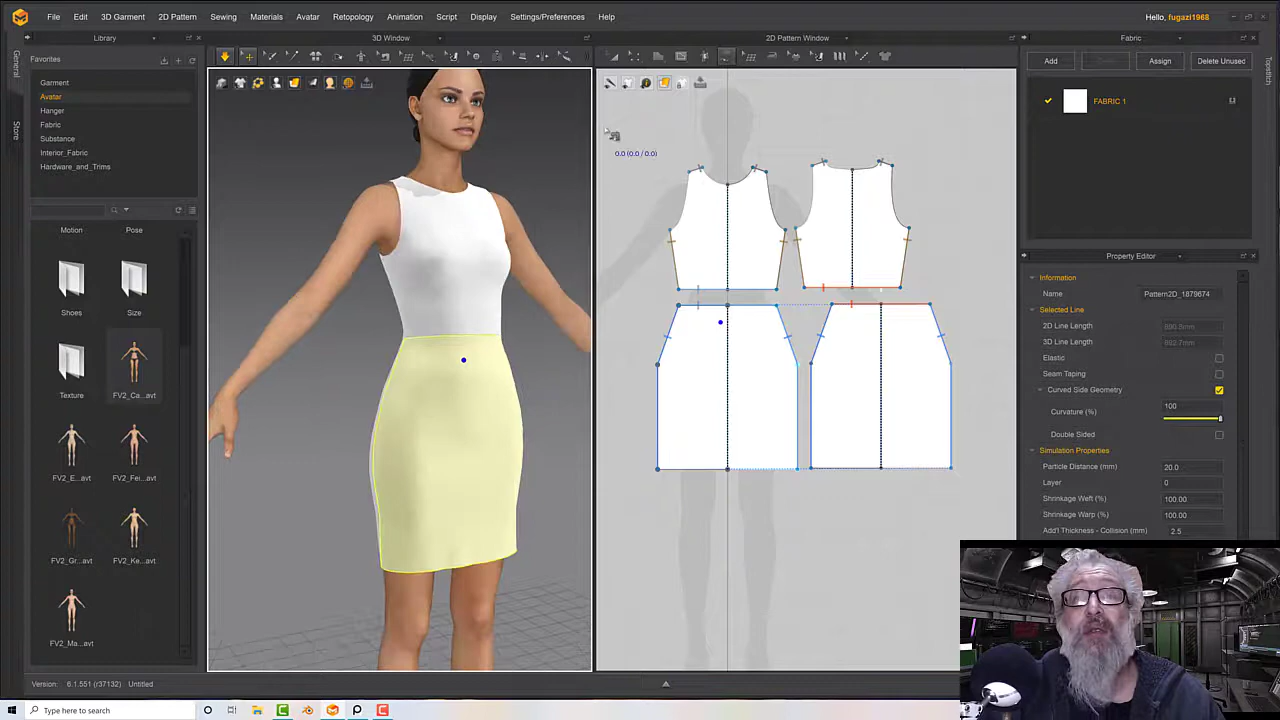 File Edit 3D Garment 2D Pattern Sewing Materials Avatar Retopology Animation Script Display Settings/Preferences Help
Hello, fugazi1968
Library
3D Window
2D Pattern Window
Fabric
General
Store
Topstitch
Favorites
Garment
Avatar
Hanger
Fabric
Substance
Interior_Fabric
Hardware_and_Trims
Motion Pose
Shoes Size
Texture FV2_Ca...avt
FV2_E...avt FV2_Fei...avt
FV2_Gr...avt FV2_Ke...avt
FV2_Ma...avt
0.0 (0.0 / 0.0)
Add Assign Delete Unused
FABRIC 1
Property Editor
Information
Name Pattern2D_1879674
Selected Line
2D Line Length
3D Line Length
Elastic
Seam Taping
Curved Side Geometry
Curvature (%) 100
Double Sided
Simulation Properties
Particle Distance (mm) 20.0
Layer 0
Shrinkage Weft (%) 100.00
Shrinkage Warp (%) 100.00
Add'l Thickness - Collision (mm) 2.5
Version: 6.1.551 (r37132) Untitled
Type here to search